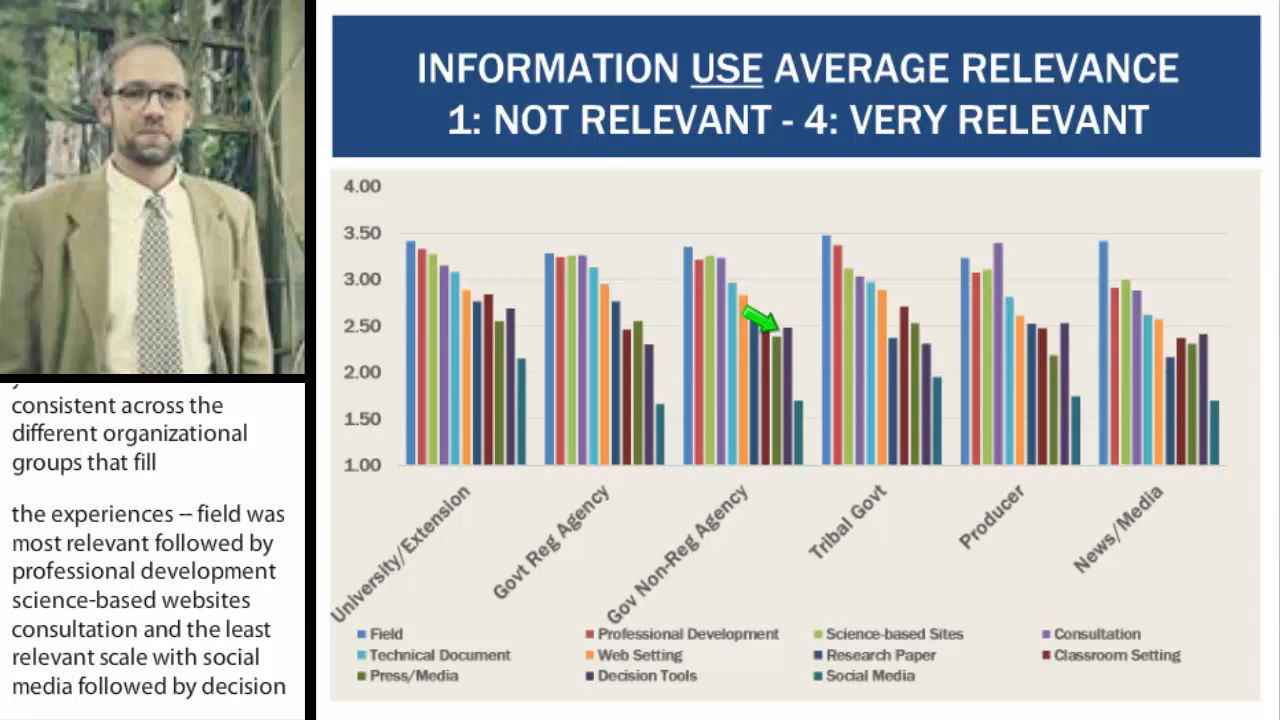 INFORMATION USE AVERAGE RELEVANCE
1: NOT RELEVANT - 4: VERY RELEVANT
4.00
3.50
3.00
2.50
2.00
1.50
1.00
University/Extension
Govt Reg Agency
Gov Non-Reg Agency
Tribal Govt
Producer
News/Media
Field
Professional Development
Science-based Sites
Consultation
Technical Document
Web Setting
Research Paper
Classroom Setting
Press/Media
Decision Tools
Social Media
consistent across the
different organizational
groups that fill
the experiences -- field was
most relevant followed by
professional development
science-based websites
consultation and the least
relevant scale with social
media followed by decision